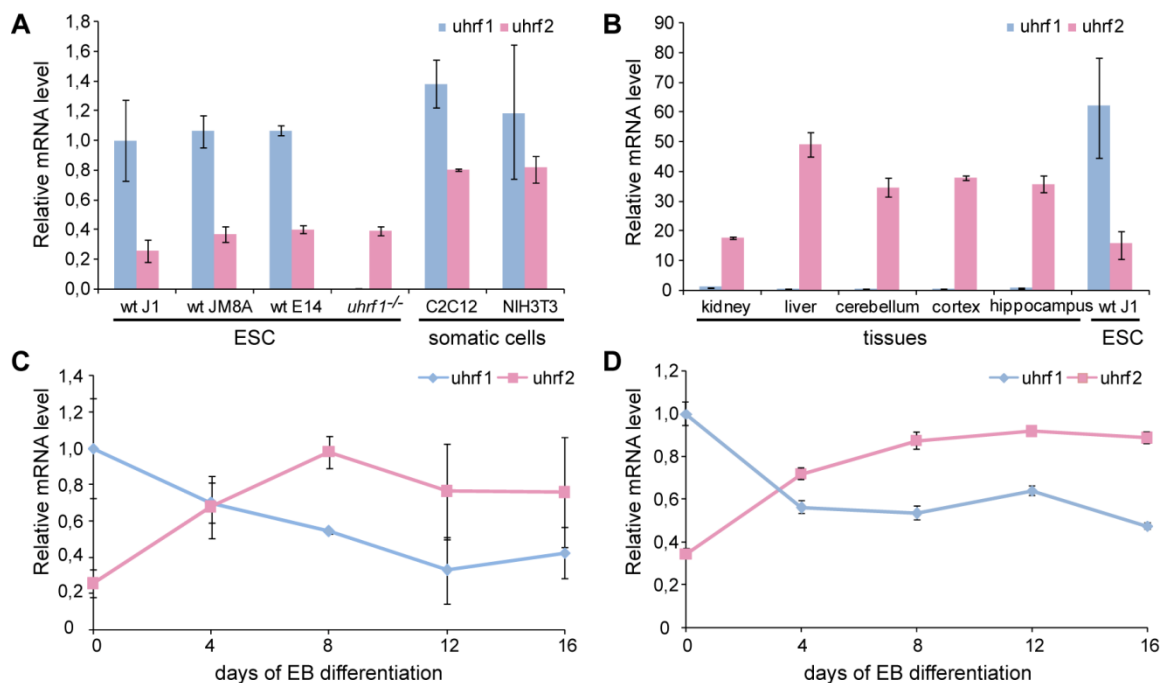 A
uhrf1 uhrf2
Relative mRNA level
1,8
1,6
1,4
1,2
1,0
0,8
0,6
0,4
0,2
0,0
wt J1 wt JM8A wt E14 uhrf1-/- C2C12 NIH3T3
ESC somatic cells
B
uhrf1 uhrf2
Relative mRNA level
90
80
70
60
50
40
30
20
10
0
kidney liver cerebellum cortex hippocampus wt J1
tissues ESC
C
uhrf1 uhrf2
Relative mRNA level
1,4
1,2
1,0
0,8
0,6
0,4
0,2
0
0 4 8 12 16
days of EB differentiation
D
uhrf1 uhrf2
Relative mRNA level
1,2
1,0
0,8
0,6
0,4
0,2
0
0 4 8 12 16
days of EB differentiation